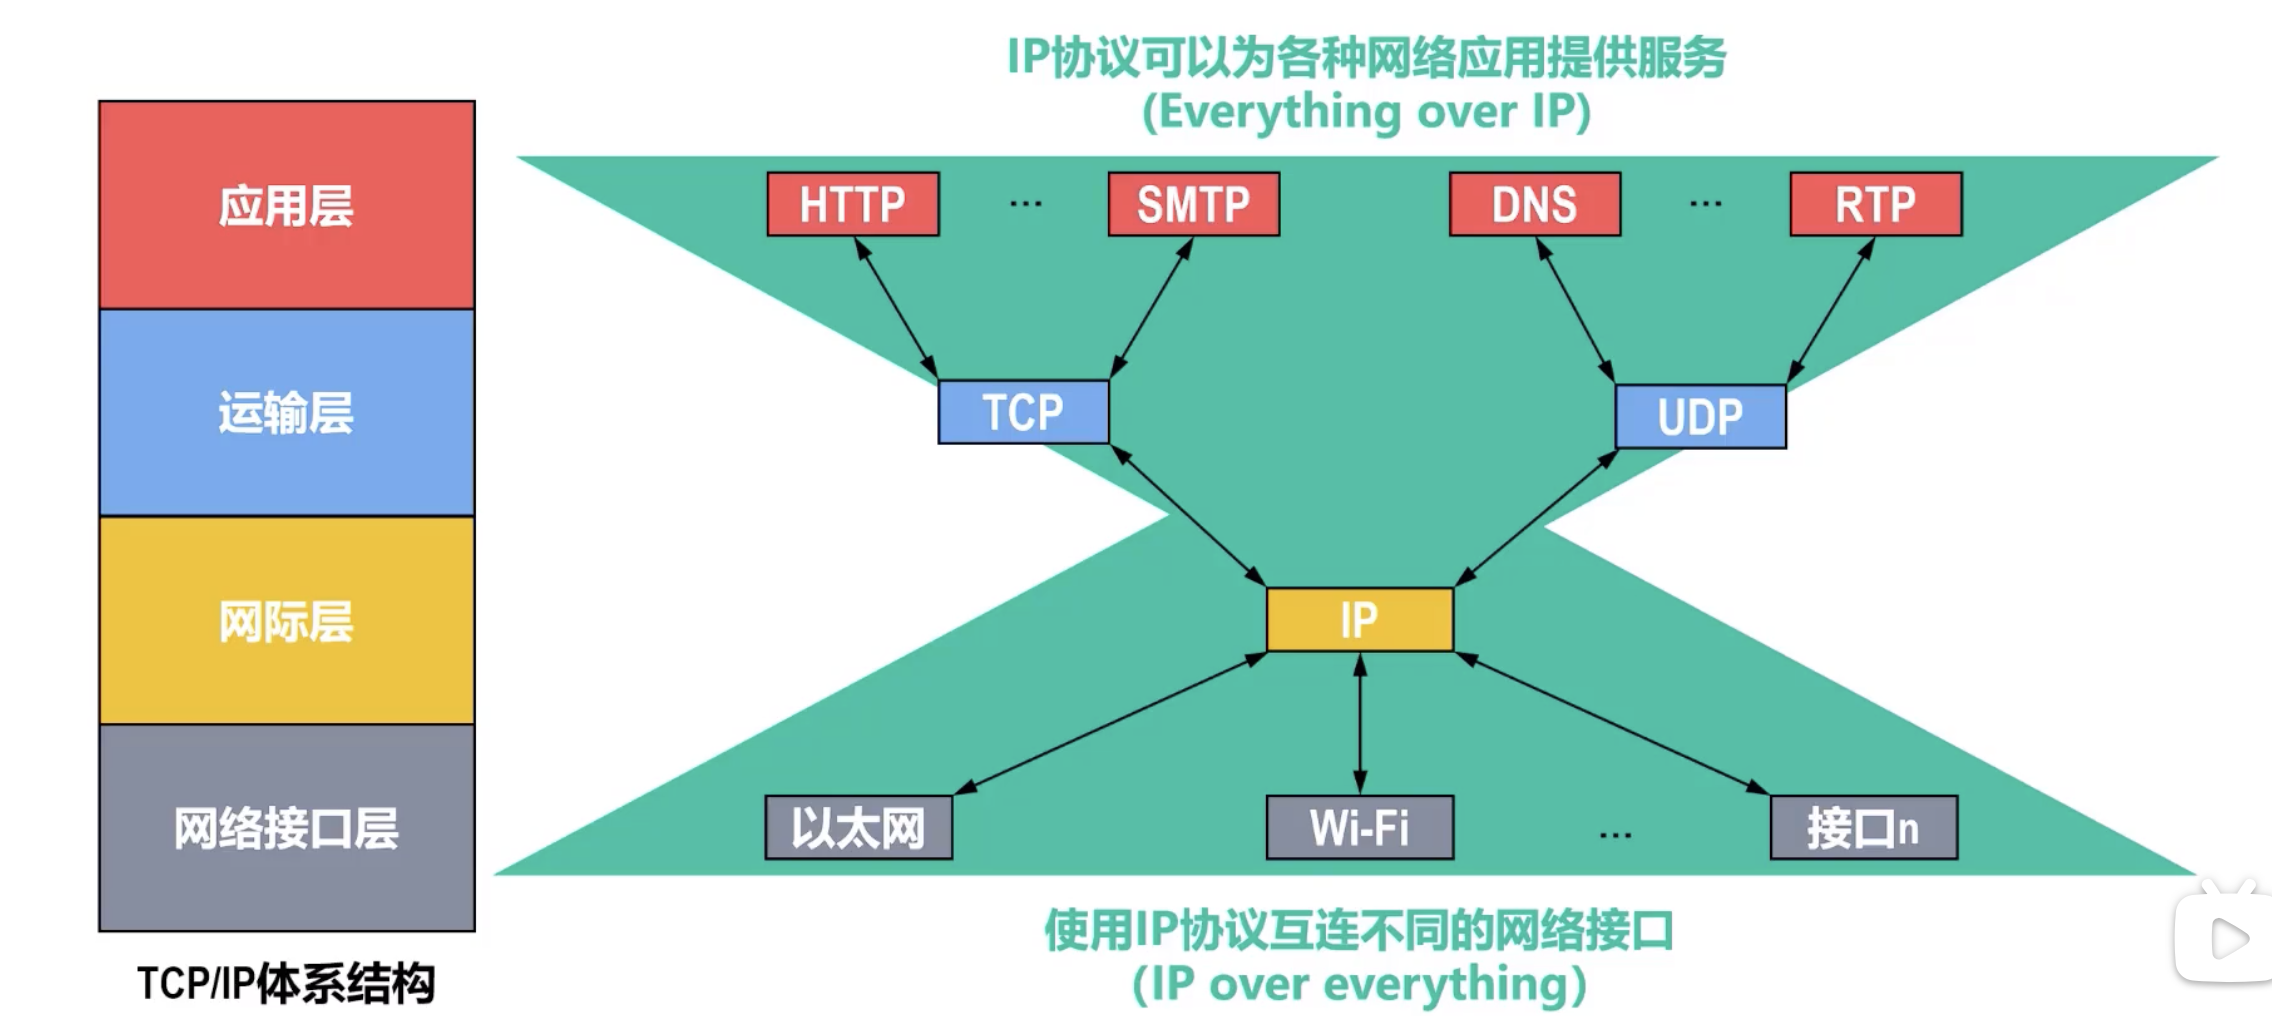 IP协议可以为各种网络应用提供服务
(Everything over IP)
应用层
HTTP
...
SMTP
DNS
...
RTP
运输层
TCP
UDP
网际层
IP
网络接口层
以太网
Wi-Fi
...
接口n
使用IP协议互连不同的网络接口
(IP over everything)
TCP/IP体系结构